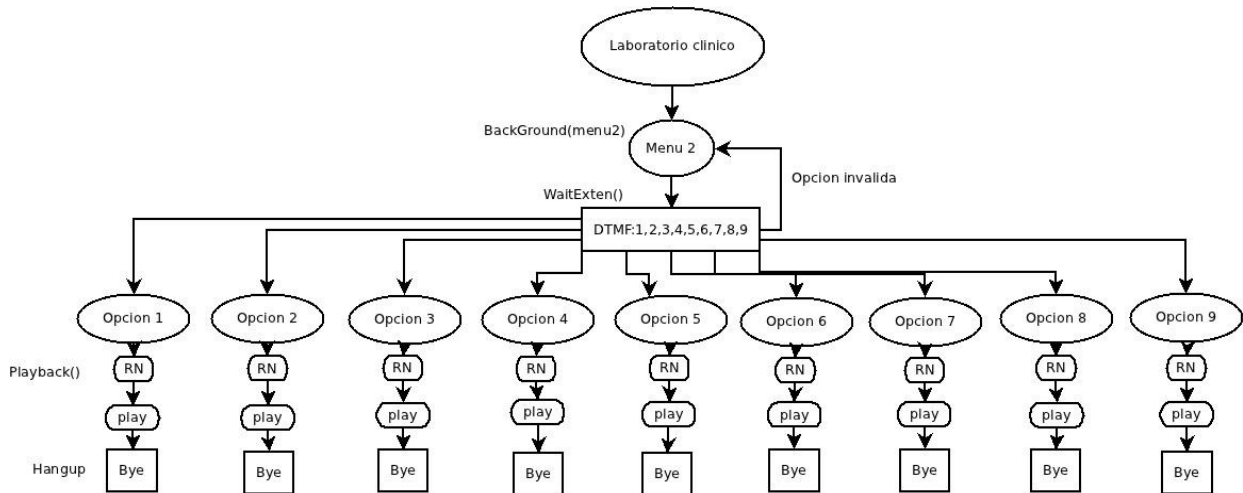 Laboratorio clinico
BackGround(menu2)
Menu 2
Opcion invalida
WaitExten()
DTMF:1,2,3,4,5,6,7,8,9
Opcion 1
Opcion 2
Opcion 3
Opcion 4
Opcion 5
Opcion 6
Opcion 7
Opcion 8
Opcion 9
Playback()
RN
RN
RN
RN
RN
RN
RN
RN
RN
play
play
play
play
play
play
play
play
play
Hangup
Bye
Bye
Bye
Bye
Bye
Bye
Bye
Bye
Bye